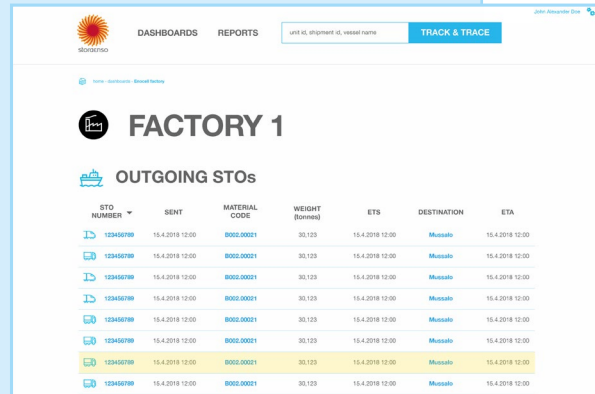 John Alexander Doe
storaenso
DASHBOARDS REPORTS unit id, shipment id, vessel name TRACK & TRACE
home › dashboards ›
FACTORY 1
OUTGOING STOs
STO NUMBER SENT MATERIAL CODE WEIGHT (tonnes) ETS DESTINATION ETA
123456789 15.4.2018 12:00 B002.00021 30,123 15.4.2018 12:00 Mussalo 15.4.2018 12:00
123456789 15.4.2018 12:00 B002.00021 30,123 15.4.2018 12:00 Mussalo 15.4.2018 12:00
123456789 15.4.2018 12:00 B002.00021 30,123 15.4.2018 12:00 Mussalo 15.4.2018 12:00
123456789 15.4.2018 12:00 B002.00021 30,123 15.4.2018 12:00 Mussalo 15.4.2018 12:00
123456789 15.4.2018 12:00 B002.00021 30,123 15.4.2018 12:00 Mussalo 15.4.2018 12:00
123456789 15.4.2018 12:00 B002.00021 30,123 15.4.2018 12:00 Mussalo 15.4.2018 12:00
123456789 15.4.2018 12:00 B002.00021 30,123 15.4.2018 12:00 Mussalo 15.4.2018 12:00
123456789 15.4.2018 12:00 B002.00021 30,123 15.4.2018 12:00 Mussalo 15.4.2018 12:00